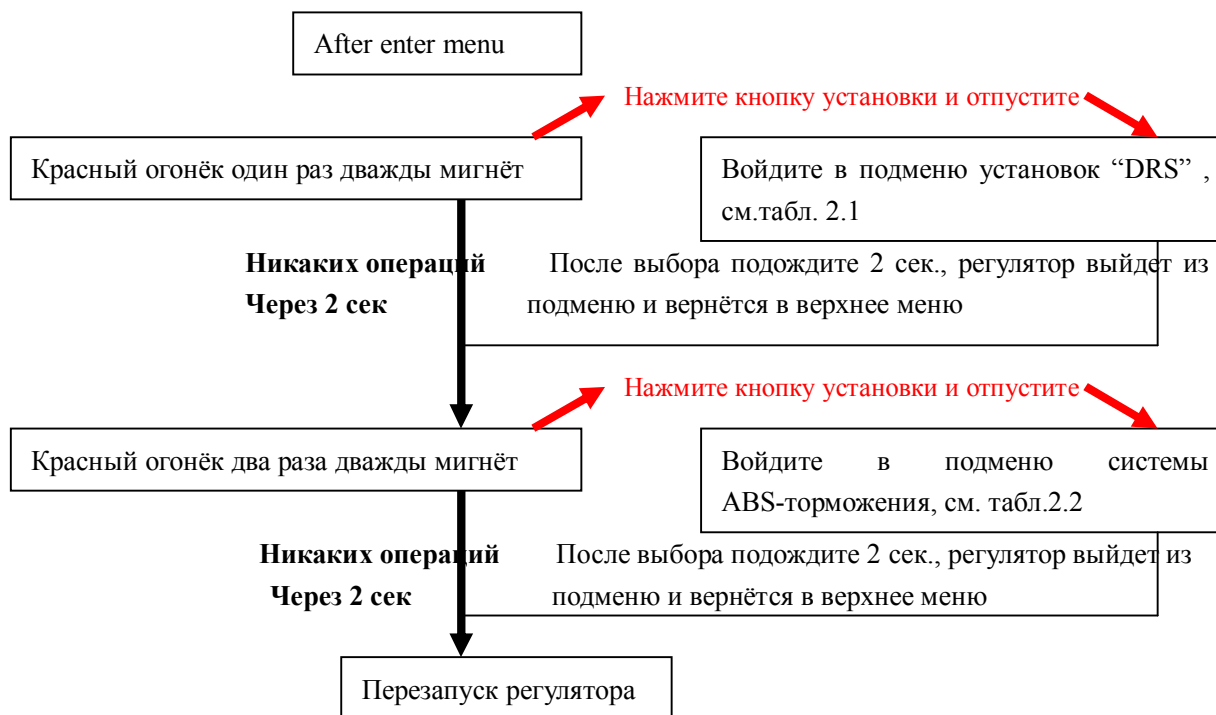 After enter menu
Нажмите кнопку установки и отпустите
Красный огонёк один раз дважды мигнёт
Войдите в подменю установок “DRS” ,
см.табл. 2.1
Никаких операций
Через 2 сек
После выбора подождите 2 сек., регулятор выйдет из
подменю и вернётся в верхнее меню
Нажмите кнопку установки и отпустите
Красный огонёк два раза дважды мигнёт
Войдите в подменю системы
ABS-торможения, см. табл.2.2
Никаких операций
Через 2 сек
После выбора подождите 2 сек., регулятор выйдет из
подменю и вернётся в верхнее меню
Перезапуск регулятора